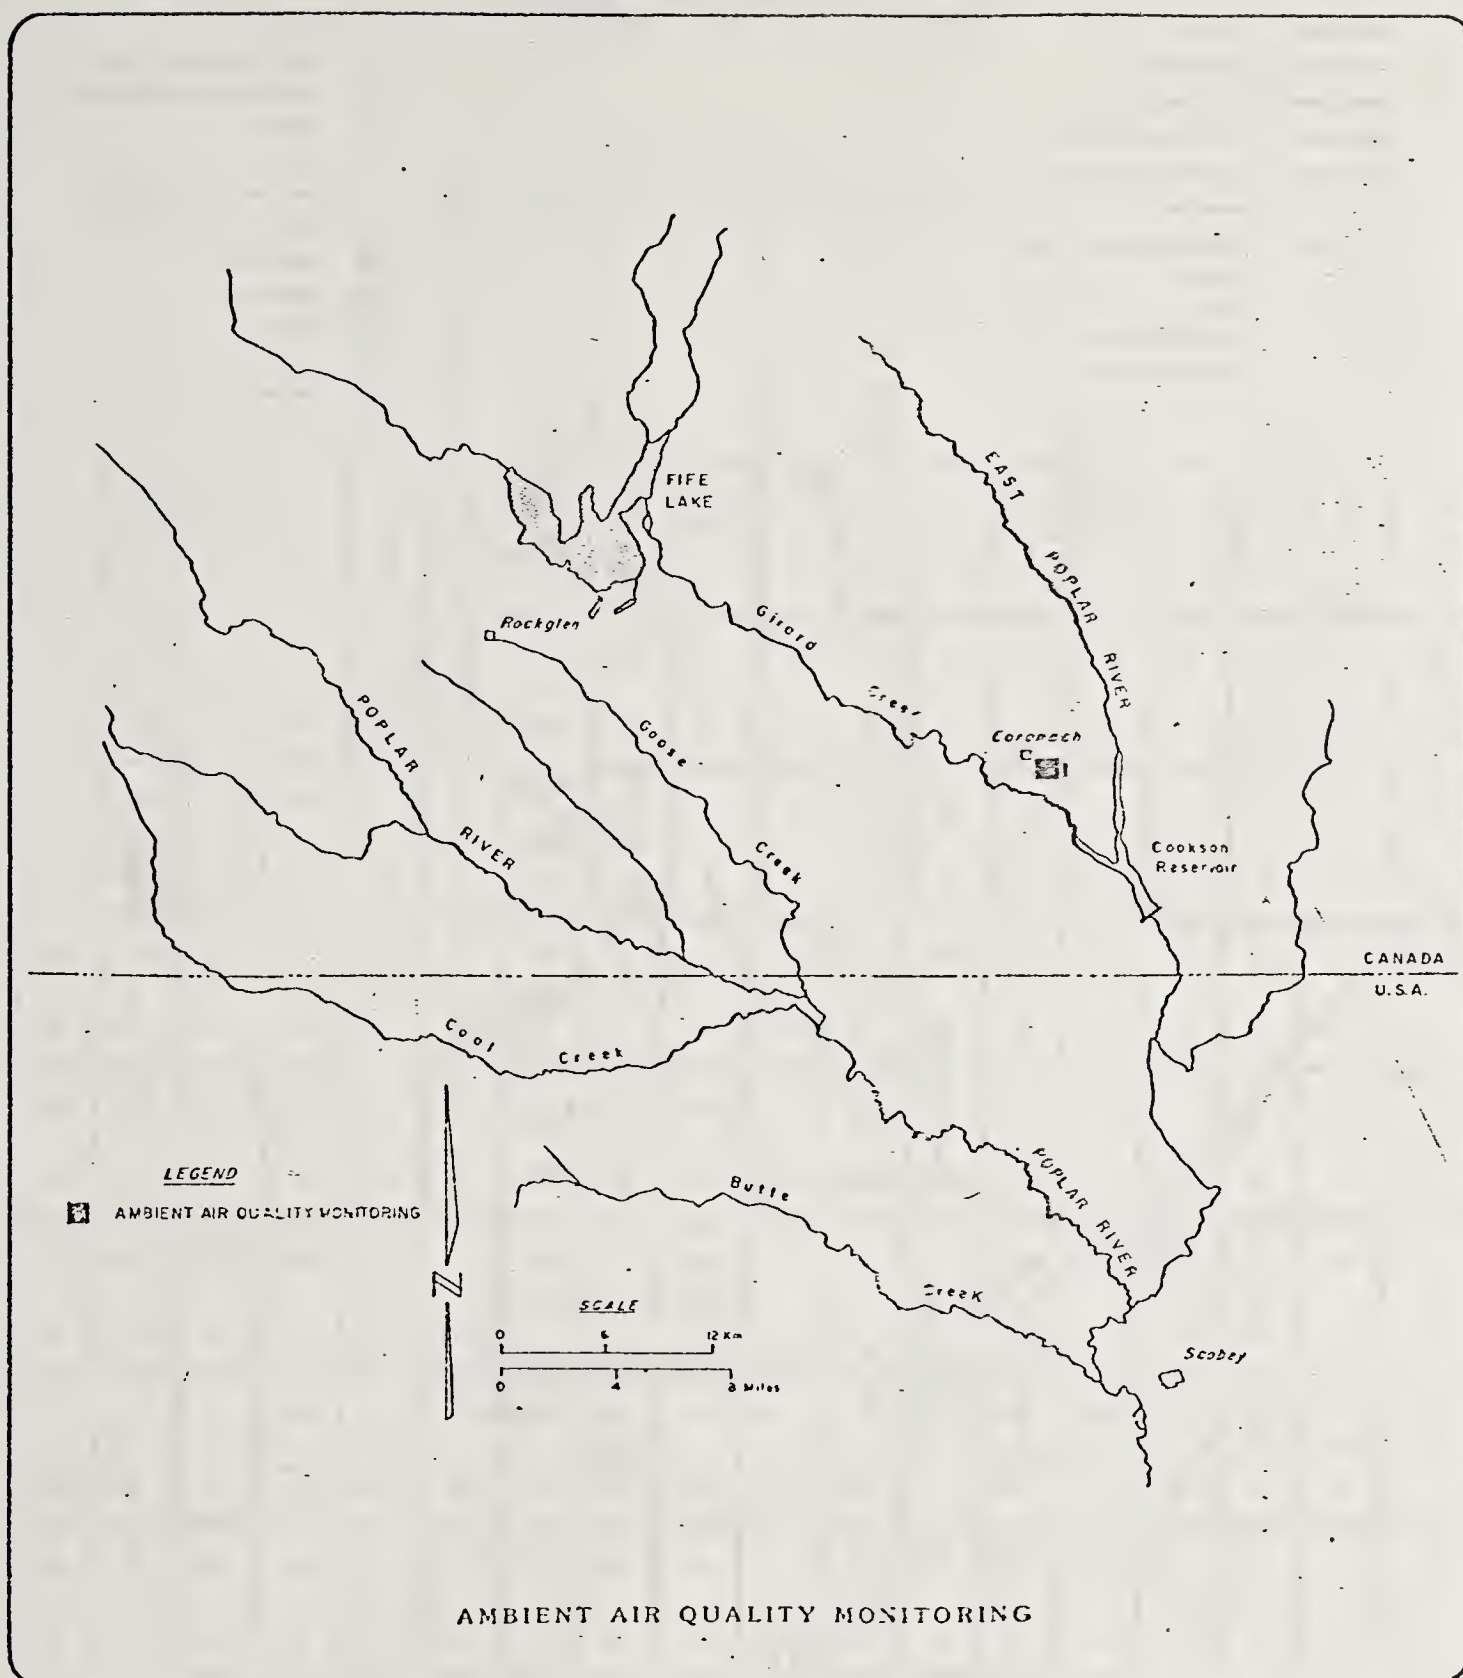 FIFE
LAKE
EAST POPLAR RIVER
Girard
Rockglen
POPLAR RIVER
Goose Creek
Coronach
1
Cookson
Reservoir
CANADA
U.S.A.
Coal Creek
LEGEND
AMBIENT AIR QUALITY MONITORING
N
Butte Creek
POPLAR RIVER
SCALE
0 6 12 Km
0 4 8 Miles
Scobey
AMBIENT AIR QUALITY MONITORING